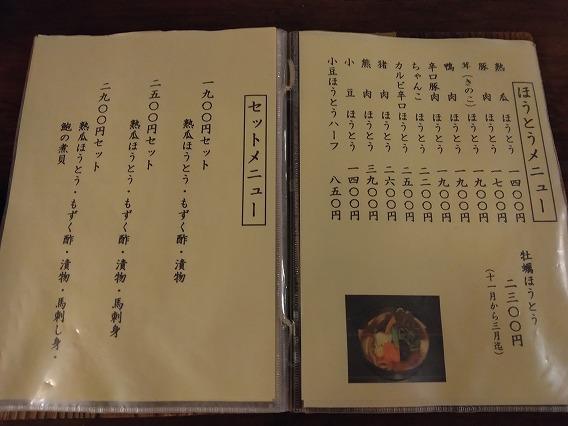 ほうとうメニュー
熟瓜ほうとう 一四〇〇円
豚肉ほうとう 一七〇〇円
茸(きのこ)ほうとう 一九〇〇円
鴨肉ほうとう 一九〇〇円
辛口豚肉ほうとう 一九〇〇円
ちゃんこほうとう 二二〇〇円
カルビ辛口ほうとう 二五〇〇円
猪肉ほうとう 二六〇〇円
熊肉ほうとう 三九〇〇円
小豆ほうとう 一四〇〇円
小豆ほうとうハーフ 八五〇円
牡蠣ほうとう
二三〇〇円
(十一月から三月迄)
セットメニュー
一九〇〇円セット
熟瓜ほうとう・もずく酢・漬物
二五〇〇円セット
熟瓜ほうとう・もずく酢・漬物・馬刺身
二九〇〇円セット
熟瓜ほうとう・もずく酢・漬物・馬刺し身・
鮑の煮貝